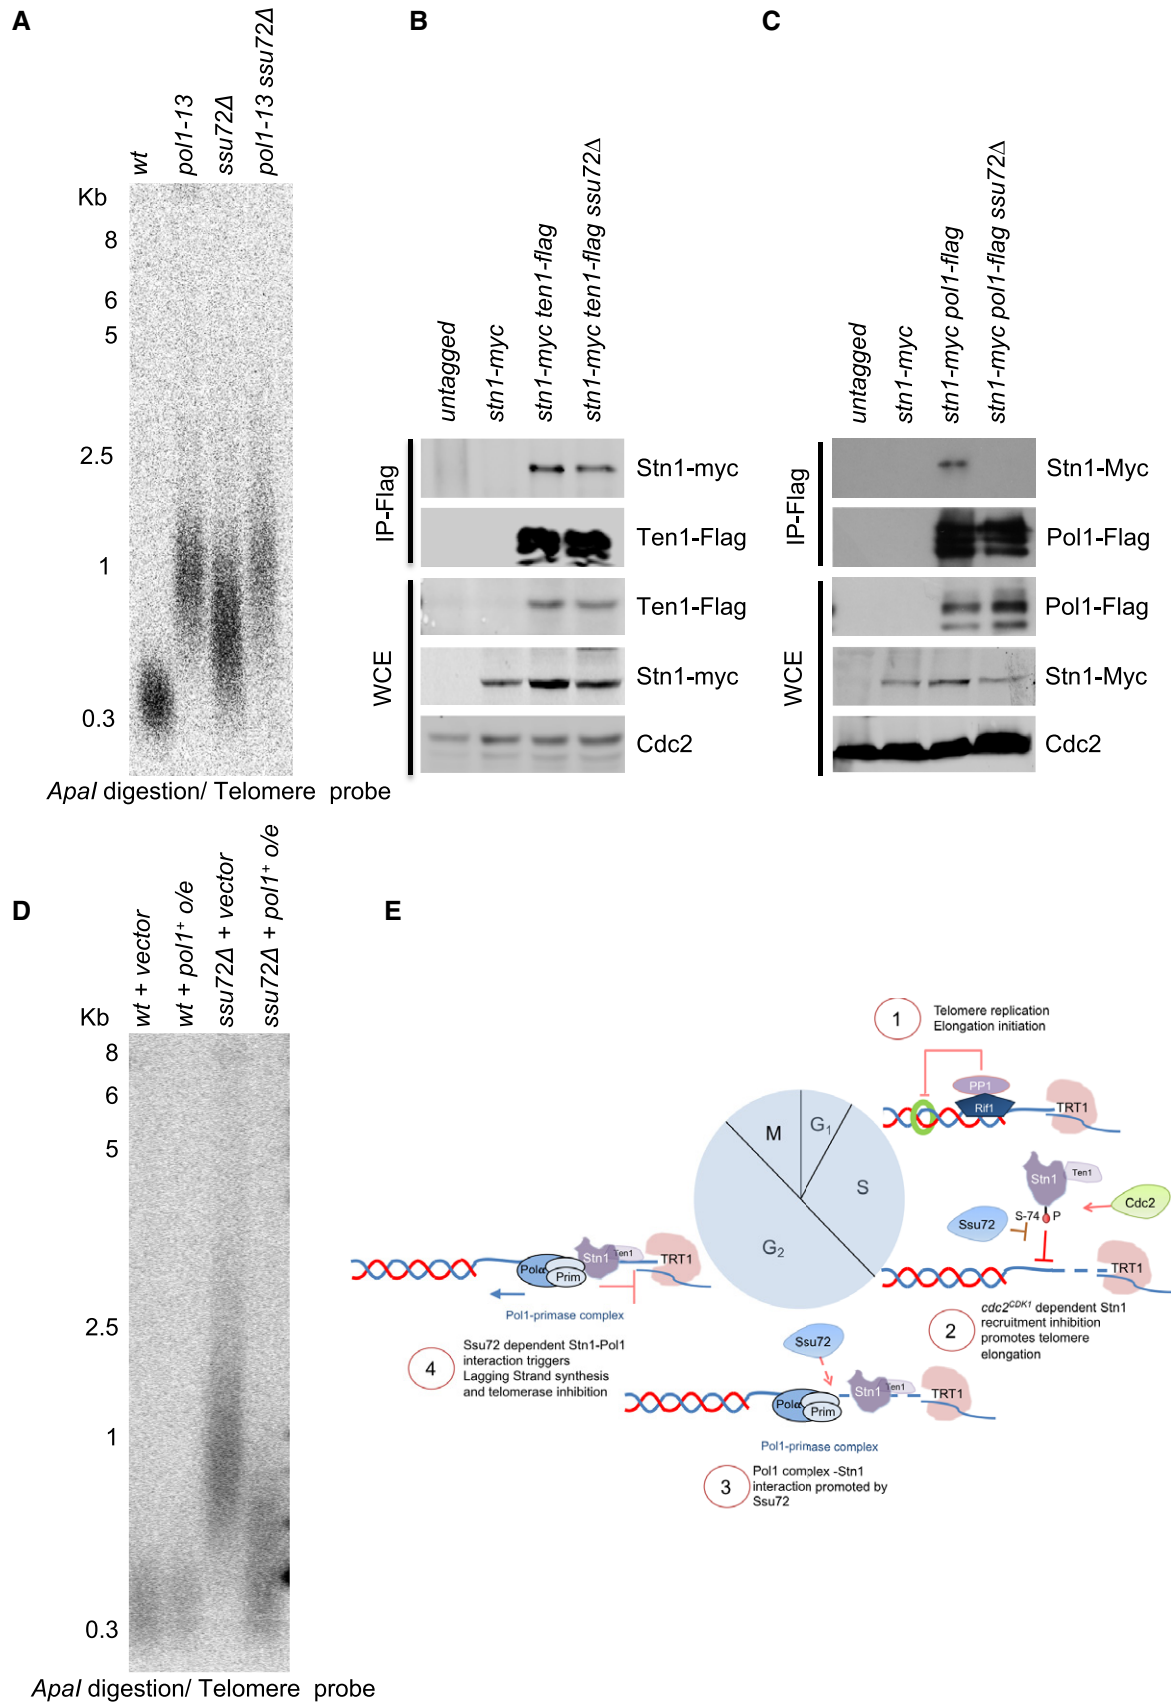 A
wt
pol1-13
ssu72Δ
pol1-13 ssu72Δ
Kb
8
6
5
2.5
1
0.3
ApaI digestion/ Telomere probe
B
untagged
stn1-myc
stn1-myc ten1-flag
stn1-myc ten1-flag ssu72Δ
IP-Flag
Stn1-myc
Ten1-Flag
WCE
Ten1-Flag
Stn1-myc
Cdc2
C
untagged
stn1-myc
stn1-myc pol1-flag
stn1-myc pol1-flag ssu72Δ
IP-Flag
Stn1-Myc
Pol1-Flag
WCE
Pol1-Flag
Stn1-Myc
Cdc2
D
wt + vector
wt + pol1⁺ o/e
ssu72Δ + vector
ssu72Δ + pol1⁺ o/e
Kb
8
6
5
2.5
1
0.3
ApaI digestion/ Telomere probe
E
1
Telomere replication
Elongation initiation
PP1
Rif1
TRT1
M
G₁
S
G₂
Stn1
Ten1
Cdc2
S-74
P
Ssu72
TRT1
2
cdc2ᶜᴰᴷ¹ dependent Stn1
recruitment inhibition
promotes telomere
elongation
Ssu72
Polα
Prim
Stn1
Ten1
TRT1
Pol1-primase complex
3
Pol1 complex -Stn1
interaction promoted by
Ssu72
Polα
Prim
Stn1
Ten1
TRT1
Pol1-primase complex
4
Ssu72 dependent Stn1-Pol1
interaction triggers
Lagging Strand synthesis
and telomerase inhibition